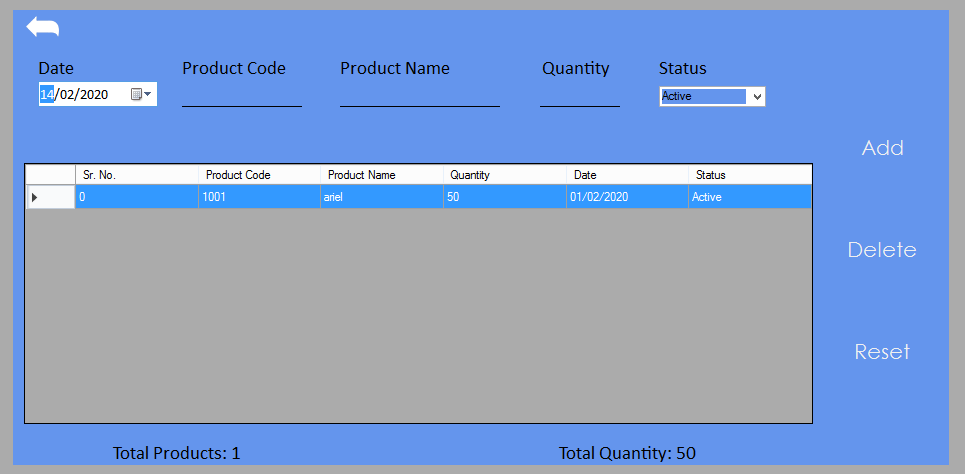 Date Product Code Product Name Quantity Status
14/02/2020 Active
Add
Sr. No. Product Code Product Name Quantity Date Status
0 1001 ariel 50 01/02/2020 Active
Delete
Reset
Total Products: 1 Total Quantity: 50